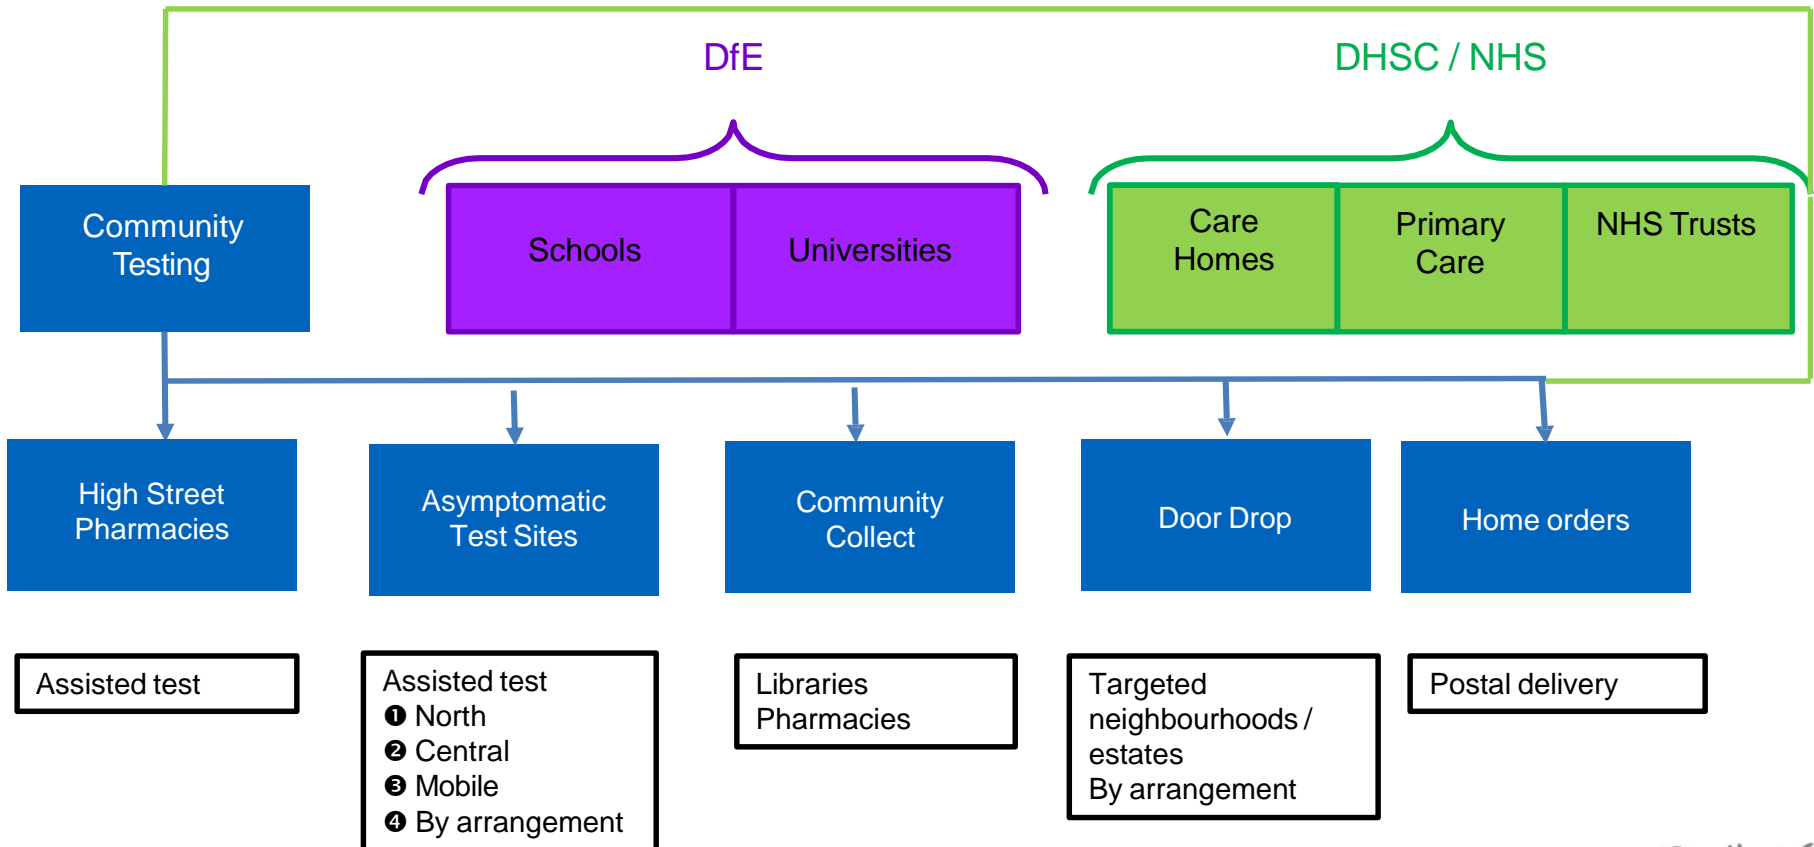 DfE
DHSC / NHS
Community
Testing
Schools
Universities
Care
Homes
Primary
Care
NHS Trusts
High Street
Pharmacies
Asymptomatic
Test Sites
Community
Collect
Door Drop
Home orders
Assisted test
Assisted test
❶ North
❷ Central
❸ Mobile
❹ By arrangement
Libraries
Pharmacies
Targeted
neighbourhoods /
estates
By arrangement
Postal delivery